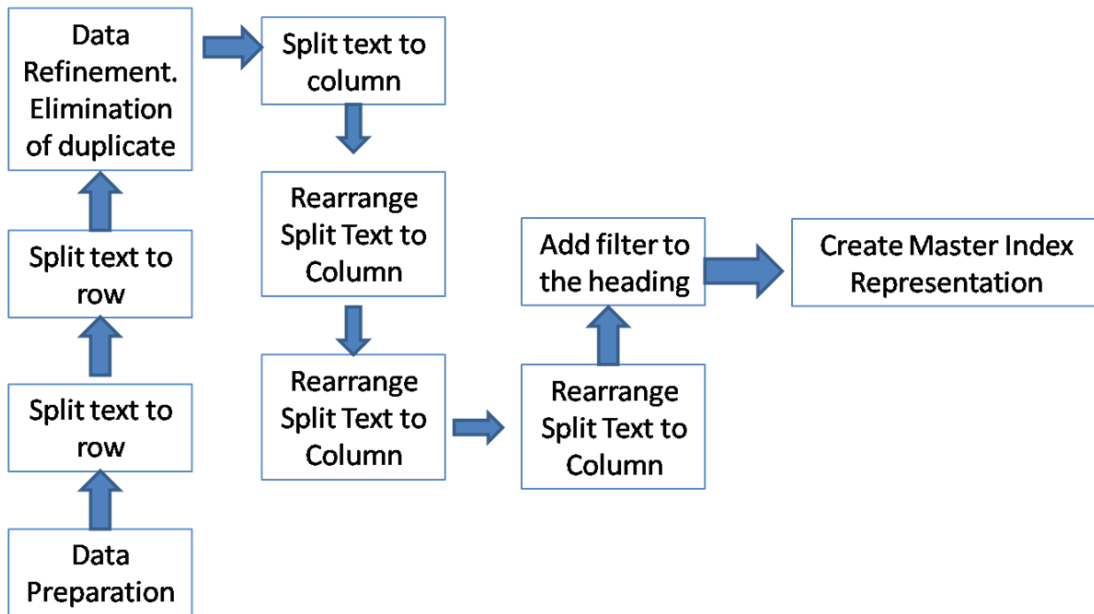 Data
Refinement.
Elimination
of duplicate
Split text to
column
Rearrange
Split Text to
Column
Split text to
row
Add filter to
the heading
Create Master Index
Representation
Split text to
row
Rearrange
Split Text to
Column
Rearrange
Split Text to
Column
Data
Preparation